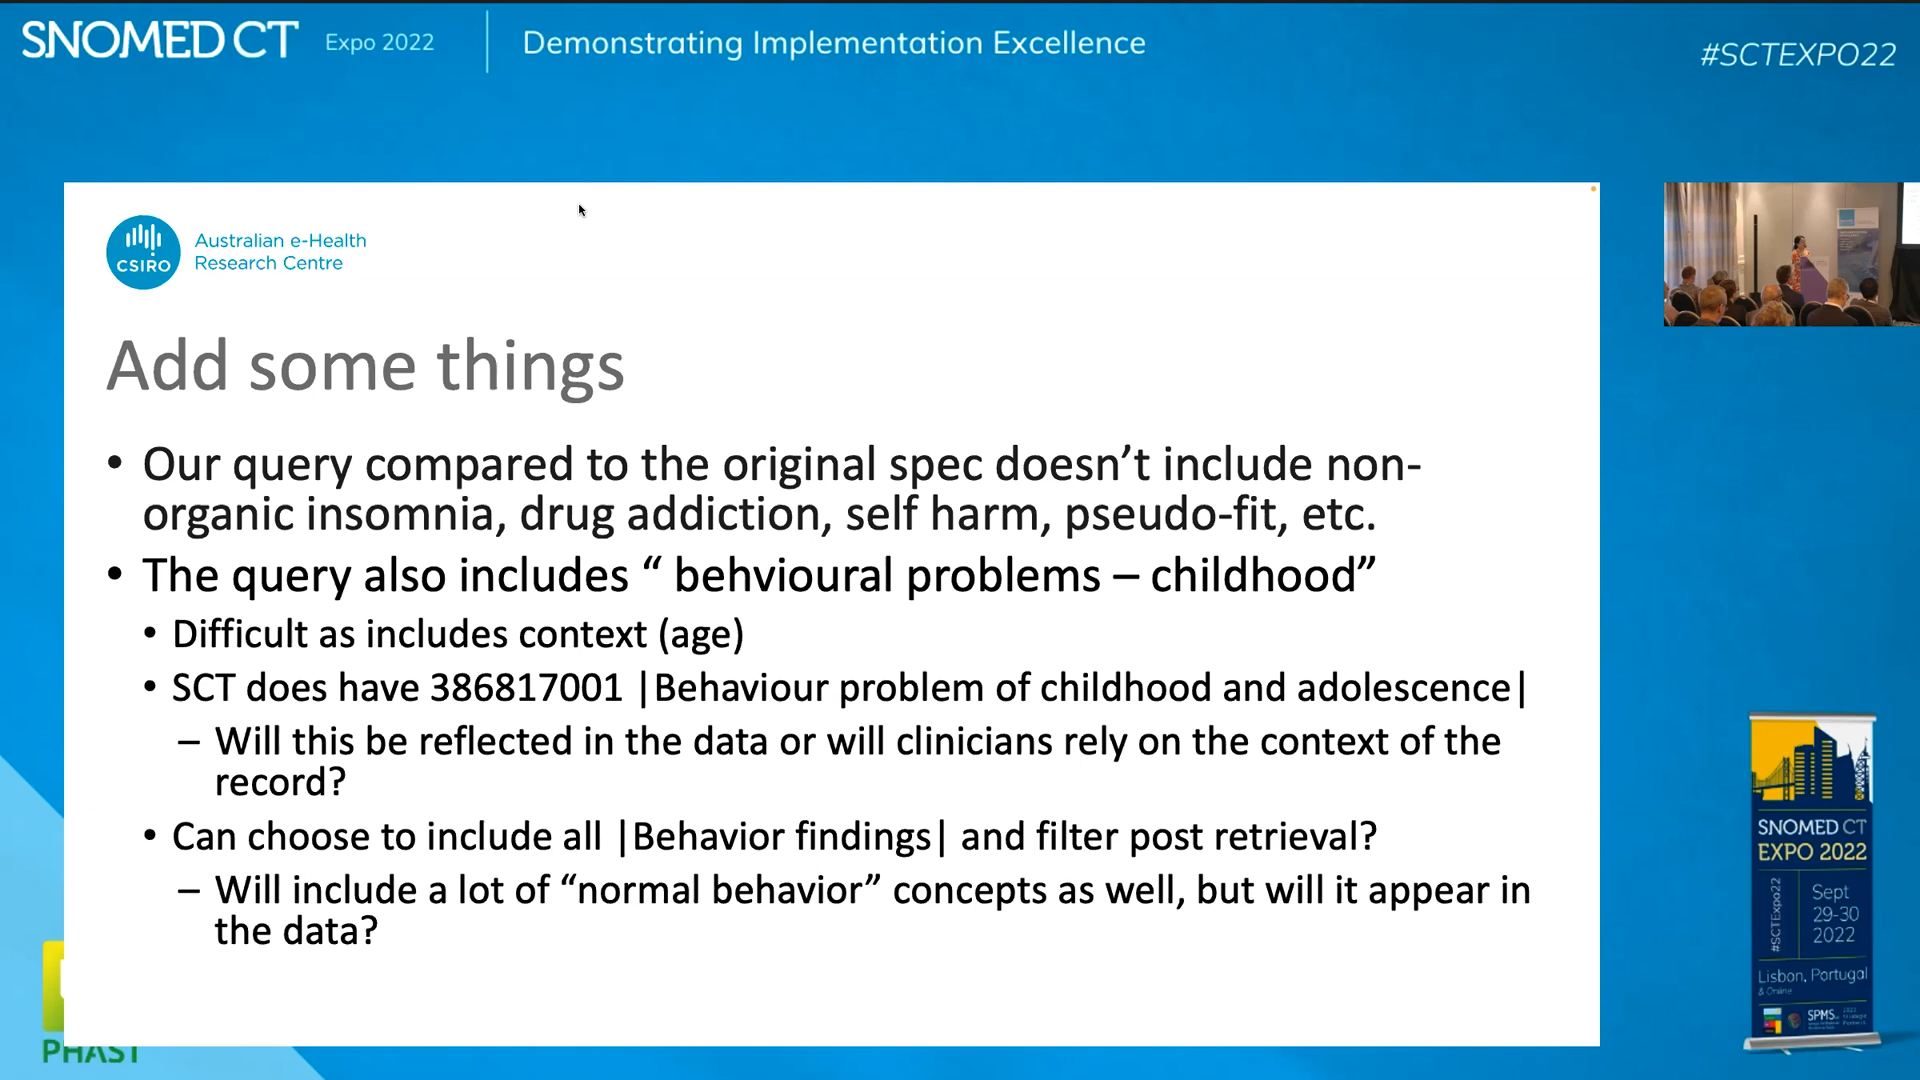 SNOMED CT Expo 2022 Demonstrating Implementation Excellence
#SCTEXPO22
CSIRO
Australian e-Health
Research Centre
Add some things
• Our query compared to the original spec doesn’t include non-
organic insomnia, drug addiction, self harm, pseudo-fit, etc.
• The query also includes “ behvioural problems – childhood”
• Difficult as includes context (age)
• SCT does have 386817001 |Behaviour problem of childhood and adolescence|
– Will this be reflected in the data or will clinicians rely on the context of the
record?
• Can choose to include all |Behavior findings| and filter post retrieval?
– Will include a lot of “normal behavior” concepts as well, but will it appear in
the data?
PHAST
SNOMED CT
EXPO 2022
#SCTExpo22
Sept
29-30
2022
Lisbon, Portugal
& Online
SPMS